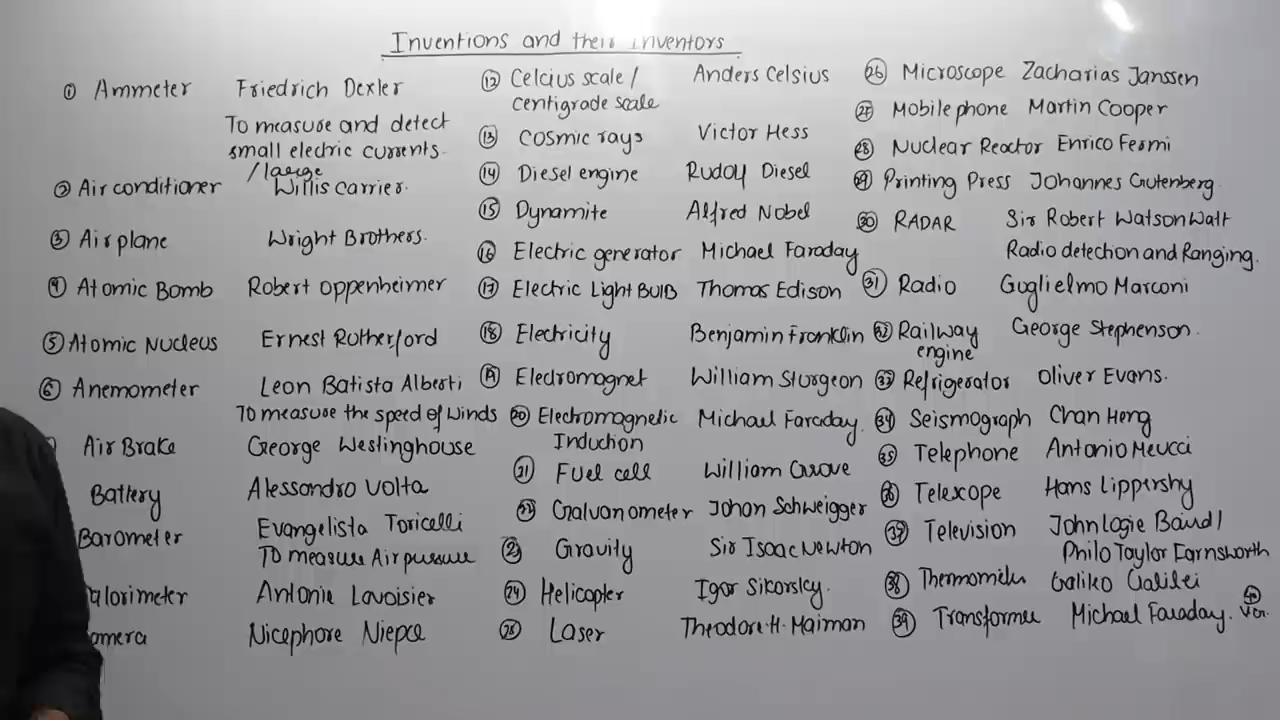 Inventions and their inventors
① Ammeter Friedrich Dexler
To measure and detect
small electric currents.
/large
② Air conditioner Willis Carrier.
③ Airplane Wright Brothers.
④ Atomic Bomb Robert Oppenheimer
⑤ Atomic Nucleus Ernest Rutherford
⑥ Anemometer Leon Batista Alberti
To measure the speed of winds
Air Brake George Westinghouse
Battery Alessandro Volta
Barometer Evangelista Toricelli
To measure Air pressure
alorimeter Antonie Lavoisier
amera Nicephore Niepce
⑫ Celcius scale / Anders Celsius
centigrade scale
⑬ Cosmic rays Victor Hess
⑭ Diesel engine Rudoy Diesel
⑮ Dynamite Alfred Nobel
⑯ Electric generator Michael Faraday
⑰ Electric Light Bulb Thomas Edison
⑱ Electricity Benjamin Franklin
⑲ Electromagnet William Sturgeon
⑳ Electromagnetic Michael Faraday.
Induction
㉑ Fuel cell William Grove
㉒ Galvanometer Johan Schweigger
㉓ Gravity Sir Isaac Newton
㉔ Helicopter Igor Sikorsky.
㉕ Laser Theodore H. Maiman
㉖ Microscope Zacharias Janssen
㉗ Mobile phone Martin Cooper
㉘ Nuclear Reactor Enrico Fermi
㉙ Printing Press Johannes Gutenberg.
㉚ RADAR Sir Robert Watson Watt
Radio detection and Ranging.
㉛ Radio Guglielmo Marconi
㉜ Railway George Stephenson.
engine
㉝ Refrigerator Oliver Evans.
㉞ Seismograph Chan Heng
㉟ Telephone Antonio Meucci
㊱ Telescope Hans Lippershy
㊲ Television John Logie Baird /
Philo Taylor Farnsworth
㊳ Thermometer Galileo Galilei
㊴ Transformer Michael Faraday.
㊵